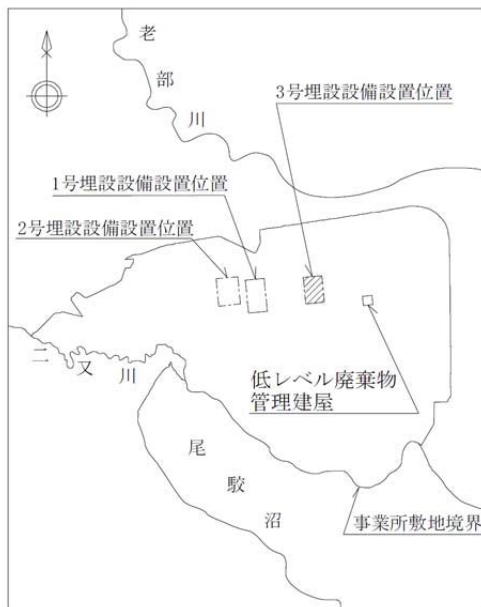 老部川
3号埋設設備設置位置
1号埋設設備設置位置
2号埋設設備設置位置
二又川
低レベル廃棄物
管理建屋
尾駮沼
事業所敷地境界